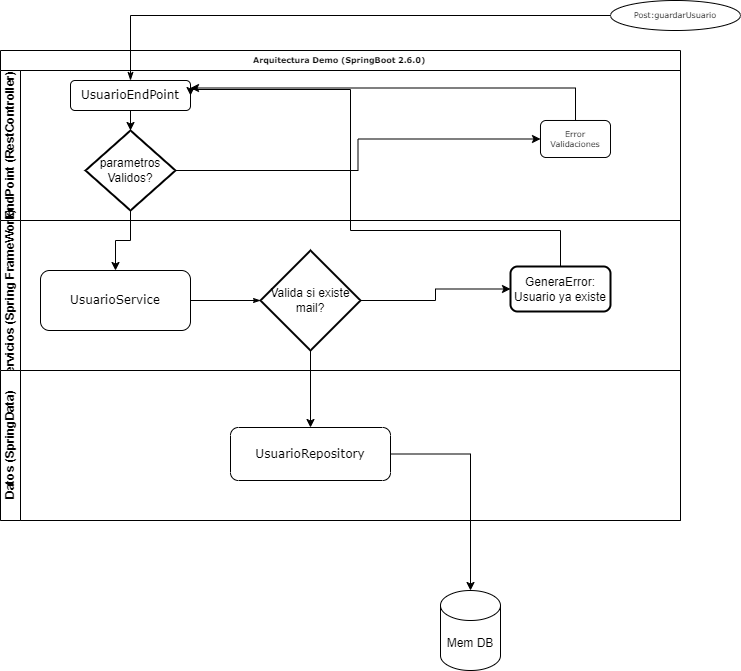 Post:guardarUsuario
Arquitectura Demo (SpringBoot 2.6.0)
EndPoint (RestController)
UsuarioEndPoint
Error
Validaciones
parametros
Validos?
ervicios (Spring FrameWork
UsuarioService
Valida si existe
mail?
GeneraError:
Usuario ya existe
Datos (SpringData)
UsuarioRepository
Mem DB